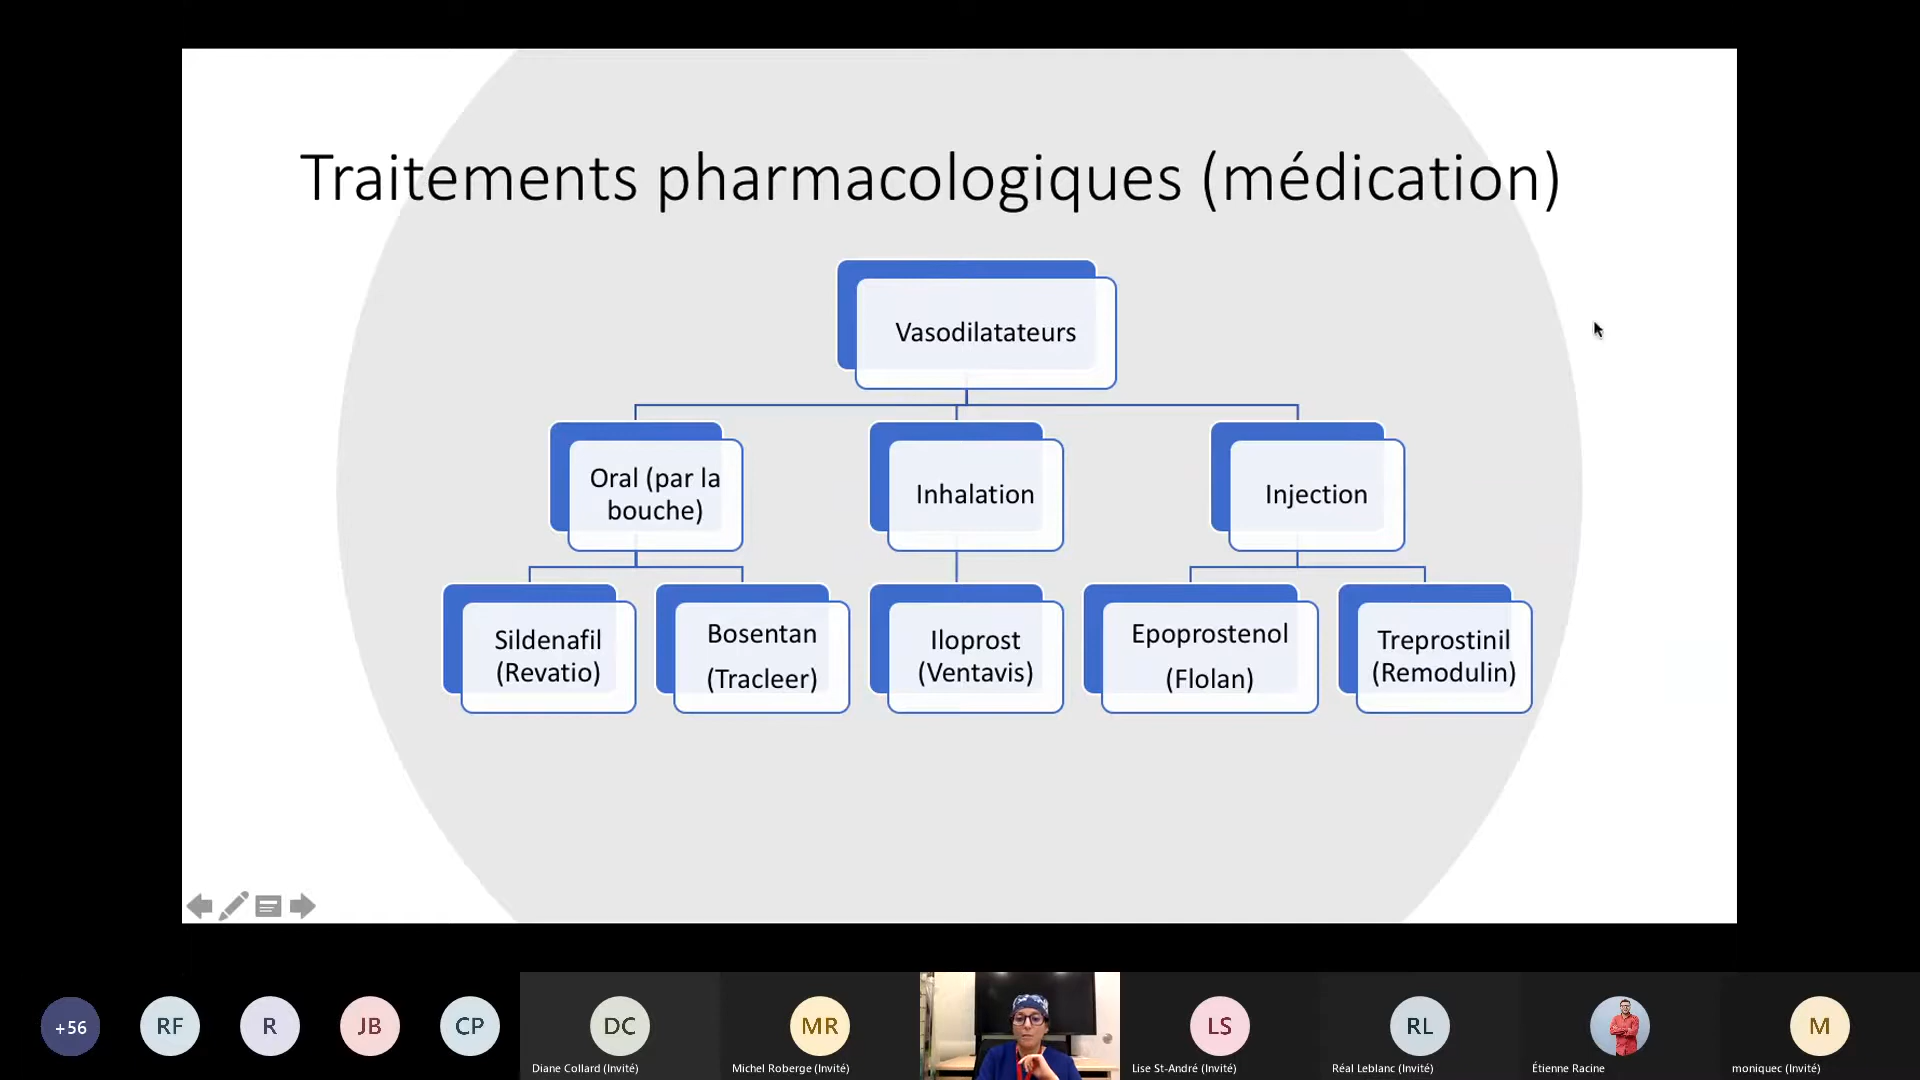 Traitements pharmacologiques (médication)
Vasodilatateurs
Oral (par la
bouche)
Inhalation
Injection
Sildenafil
(Revatio)
Bosentan
(Tracleer)
Iloprost
(Ventavis)
Epoprostenol
(Flolan)
Treprostinil
(Remodulin)
+56
RF
R
JB
CP
DC
Diane Collard (Invité)
MR
Michel Roberge (Invité)
LS
Lise St-André (Invité)
RL
Réal Leblanc (Invité)
Étienne Racine
M
moniquec (Invité)